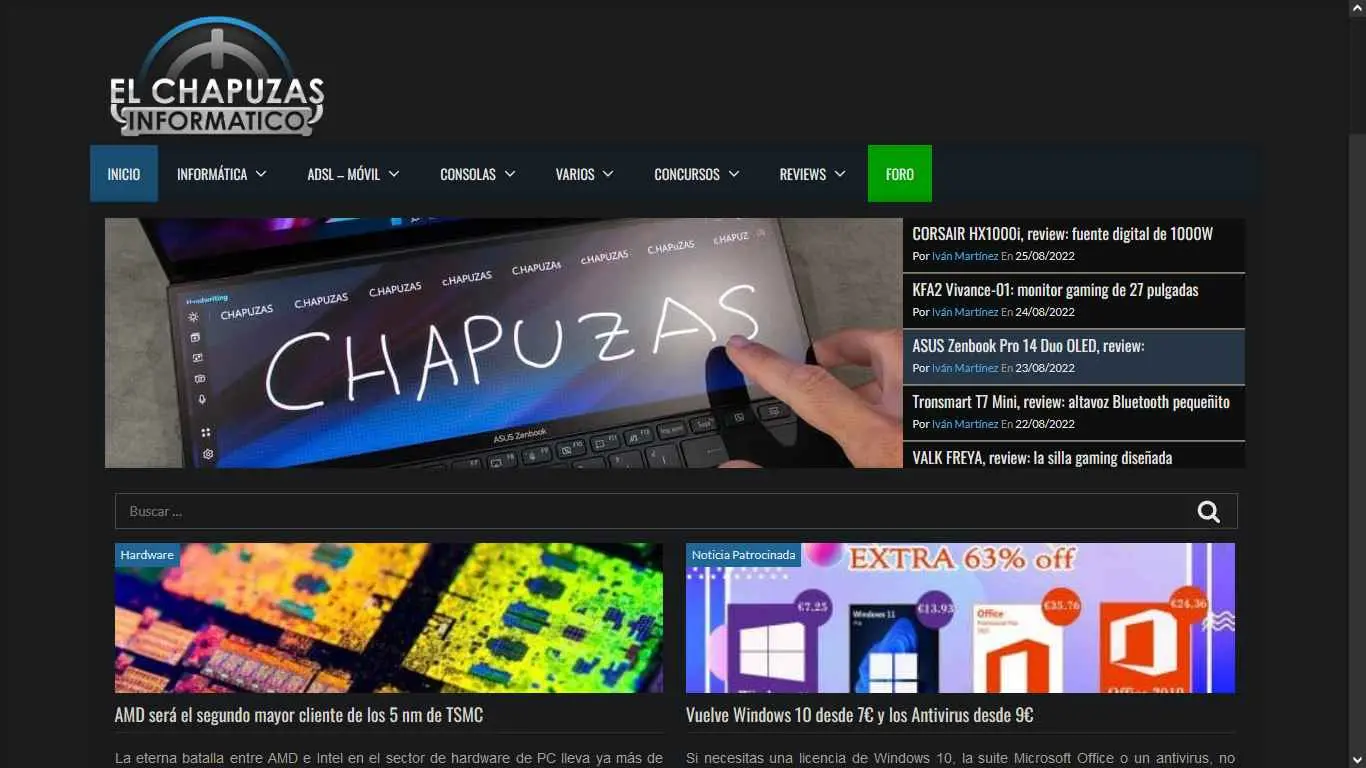 EL CHAPUZAS
INFORMATICO
INICIO
INFORMÁTICA
ADSL – MÓVIL
CONSOLAS
VARIOS
CONCURSOS
REVIEWS
FORO
Handwriting
CHAPUZAS
C.HAPUZAS
C.HAPUZAS
c.HAPUZAS
C.HAPUZAs
c.HAPUZAS
C.HAPuZAS
c.HAPUZ
CHAPUZAS
ASUS Zenbook
CORSAIR HX1000i, review: fuente digital de 1000W
Por Iván Martínez En 25/08/2022
KFA2 Vivance-01: monitor gaming de 27 pulgadas
Por Iván Martínez En 24/08/2022
ASUS Zenbook Pro 14 Duo OLED, review:
Por Iván Martínez En 23/08/2022
Tronsmart T7 Mini, review: altavoz Bluetooth pequeñito
Por Iván Martínez En 22/08/2022
VALK FREYA, review: la silla gaming diseñada
Buscar ...
Hardware
AMD será el segundo mayor cliente de los 5 nm de TSMC
La eterna batalla entre AMD e Intel en el sector de hardware de PC lleva ya más de
Noticia Patrocinada
EXTRA 63% off
€7.25
Windows 11
Pro
€13.93
Office
€35.76
€24.36
Office 2019
Vuelve Windows 10 desde 7€ y los Antivirus desde 9€
Si necesitas una licencia de Windows 10, la suite Microsoft Office o un antivirus, no